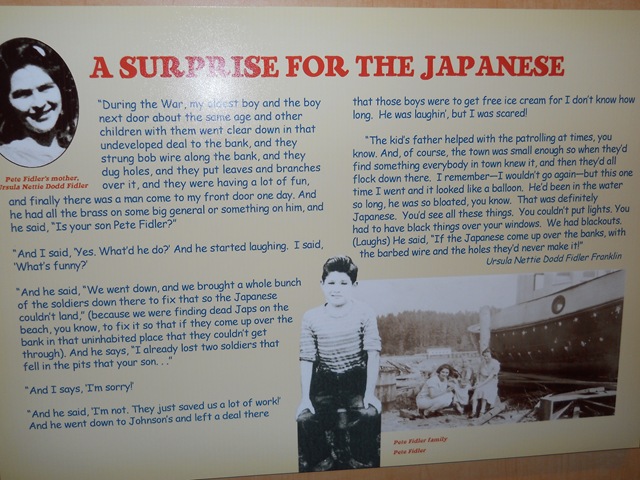 A SURPRISE FOR THE JAPANESE
Pete Fidler's mother,
Ursula Nettie Dodd Fidler
"During the War, my oldest boy and the boy
next door about the same age and other
children with them went clear down in that
undeveloped deal to the bank, and they
strung bob wire along the bank, and they
dug holes, and they put leaves and branches
over it, and they were having a lot of fun,
and finally there was a man come to my front door one day. And
he had all the brass on some big general or something on him, and
he said, "Is your son Pete Fidler?"
"And I said, 'Yes. What'd he do?' And he started laughing. I said,
'What's funny?'
"And he said, "We went down, and we brought a whole bunch
of the soldiers down there to fix that so the Japanese
couldn't land," (because we were finding dead Japs on the
beach, you know, to fix it so that if they come up over the
bank in that uninhabited place that they couldn't get
through). And he says, "I already lost two soldiers that
fell in the pits that your son. . ."
"And I says, 'I'm sorry!'
"And he said, 'I'm not. They just saved us a lot of work!'
And he went down to Johnson's and left a deal there
that those boys were to get free ice cream for I don't know how
long. He was laughin', but I was scared!
"The kid's father helped with the patrolling at times, you
know. And, of course, the town was small enough so when they'd
find something everybody in town knew it, and then they'd all
flock down there. I remember—I wouldn't go again—but this one
time I went and it looked like a balloon. He'd been in the water
so long, he was so bloated, you know. That was definitely
Japanese. You'd see all these things. You couldn't put lights. You
had to have black things over your windows. We had blackouts.
(Laughs) He said, "If the Japanese come up over the banks, with
the barbed wire and the holes they'd never make it!"
Ursula Nettie Dodd Fidler Franklin
Pete Fidler family
Pete Fidler